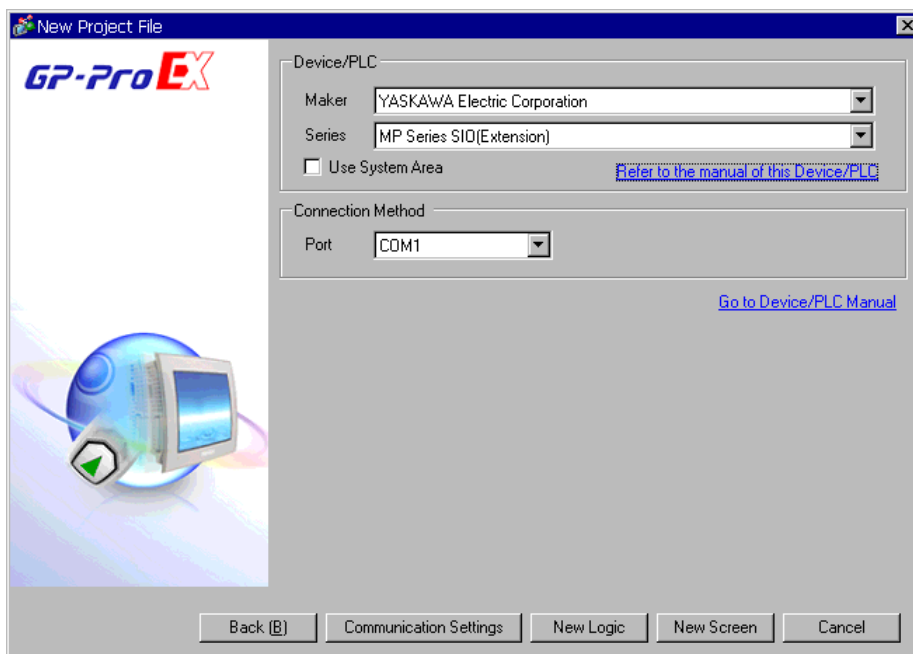 New Project File
GP-Pro EX
Device/PLC
Maker YASKAWA Electric Corporation
Series MP Series SIO(Extension)
Use System Area Refer to the manual of this Device/PLC
Connection Method
Port COM1
Go to Device/PLC Manual
Back (B) Communication Settings New Logic New Screen Cancel